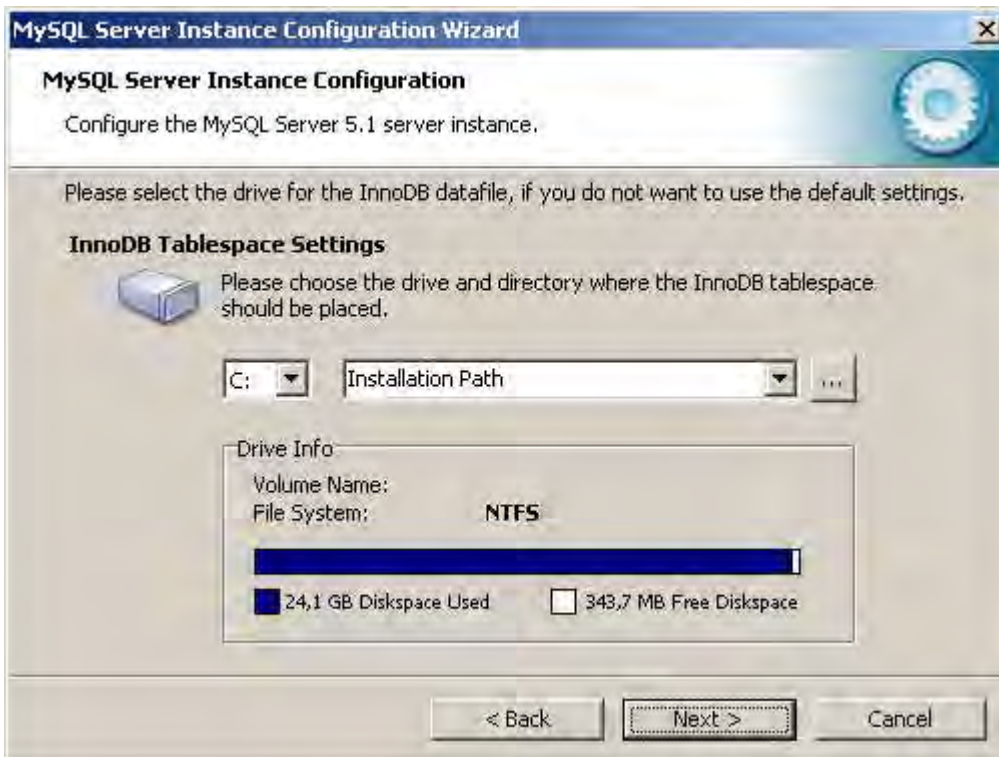 MySQL Server Instance Configuration Wizard
MySQL Server Instance Configuration
Configure the MySQL Server 5.1 server instance.
Please select the drive for the InnoDB datafile, if you do not want to use the default settings.
InnoDB Tablespace Settings
Please choose the drive and directory where the InnoDB tablespace
should be placed.
C: Installation Path ...
Drive Info
Volume Name:
File System: NTFS
24,1 GB Diskspace Used 343,7 MB Free Diskspace
< Back Next > Cancel